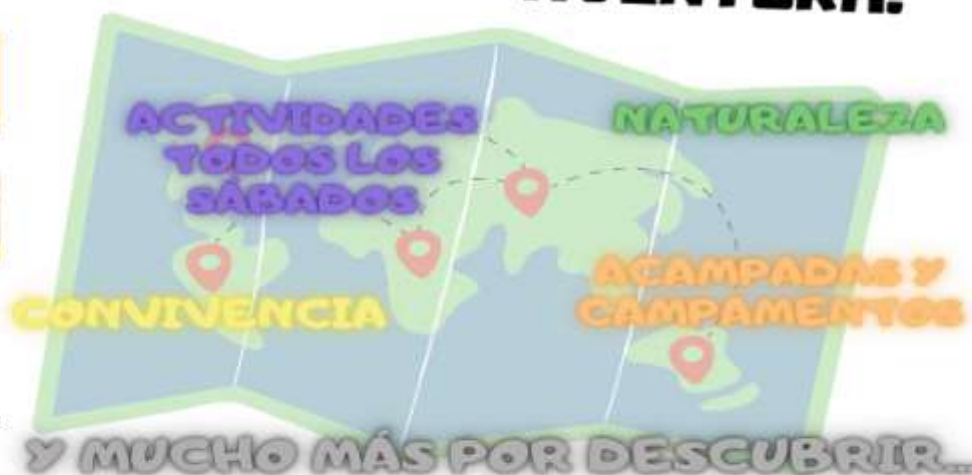 ACTIVIDADES
TODOS LOS
SÁBADOS
NATURALEZA
CONVIVENCIA
ACAMPADAS Y
CAMPAMENTOS
Y MUCHO MÁS POR DESCUBRIR...